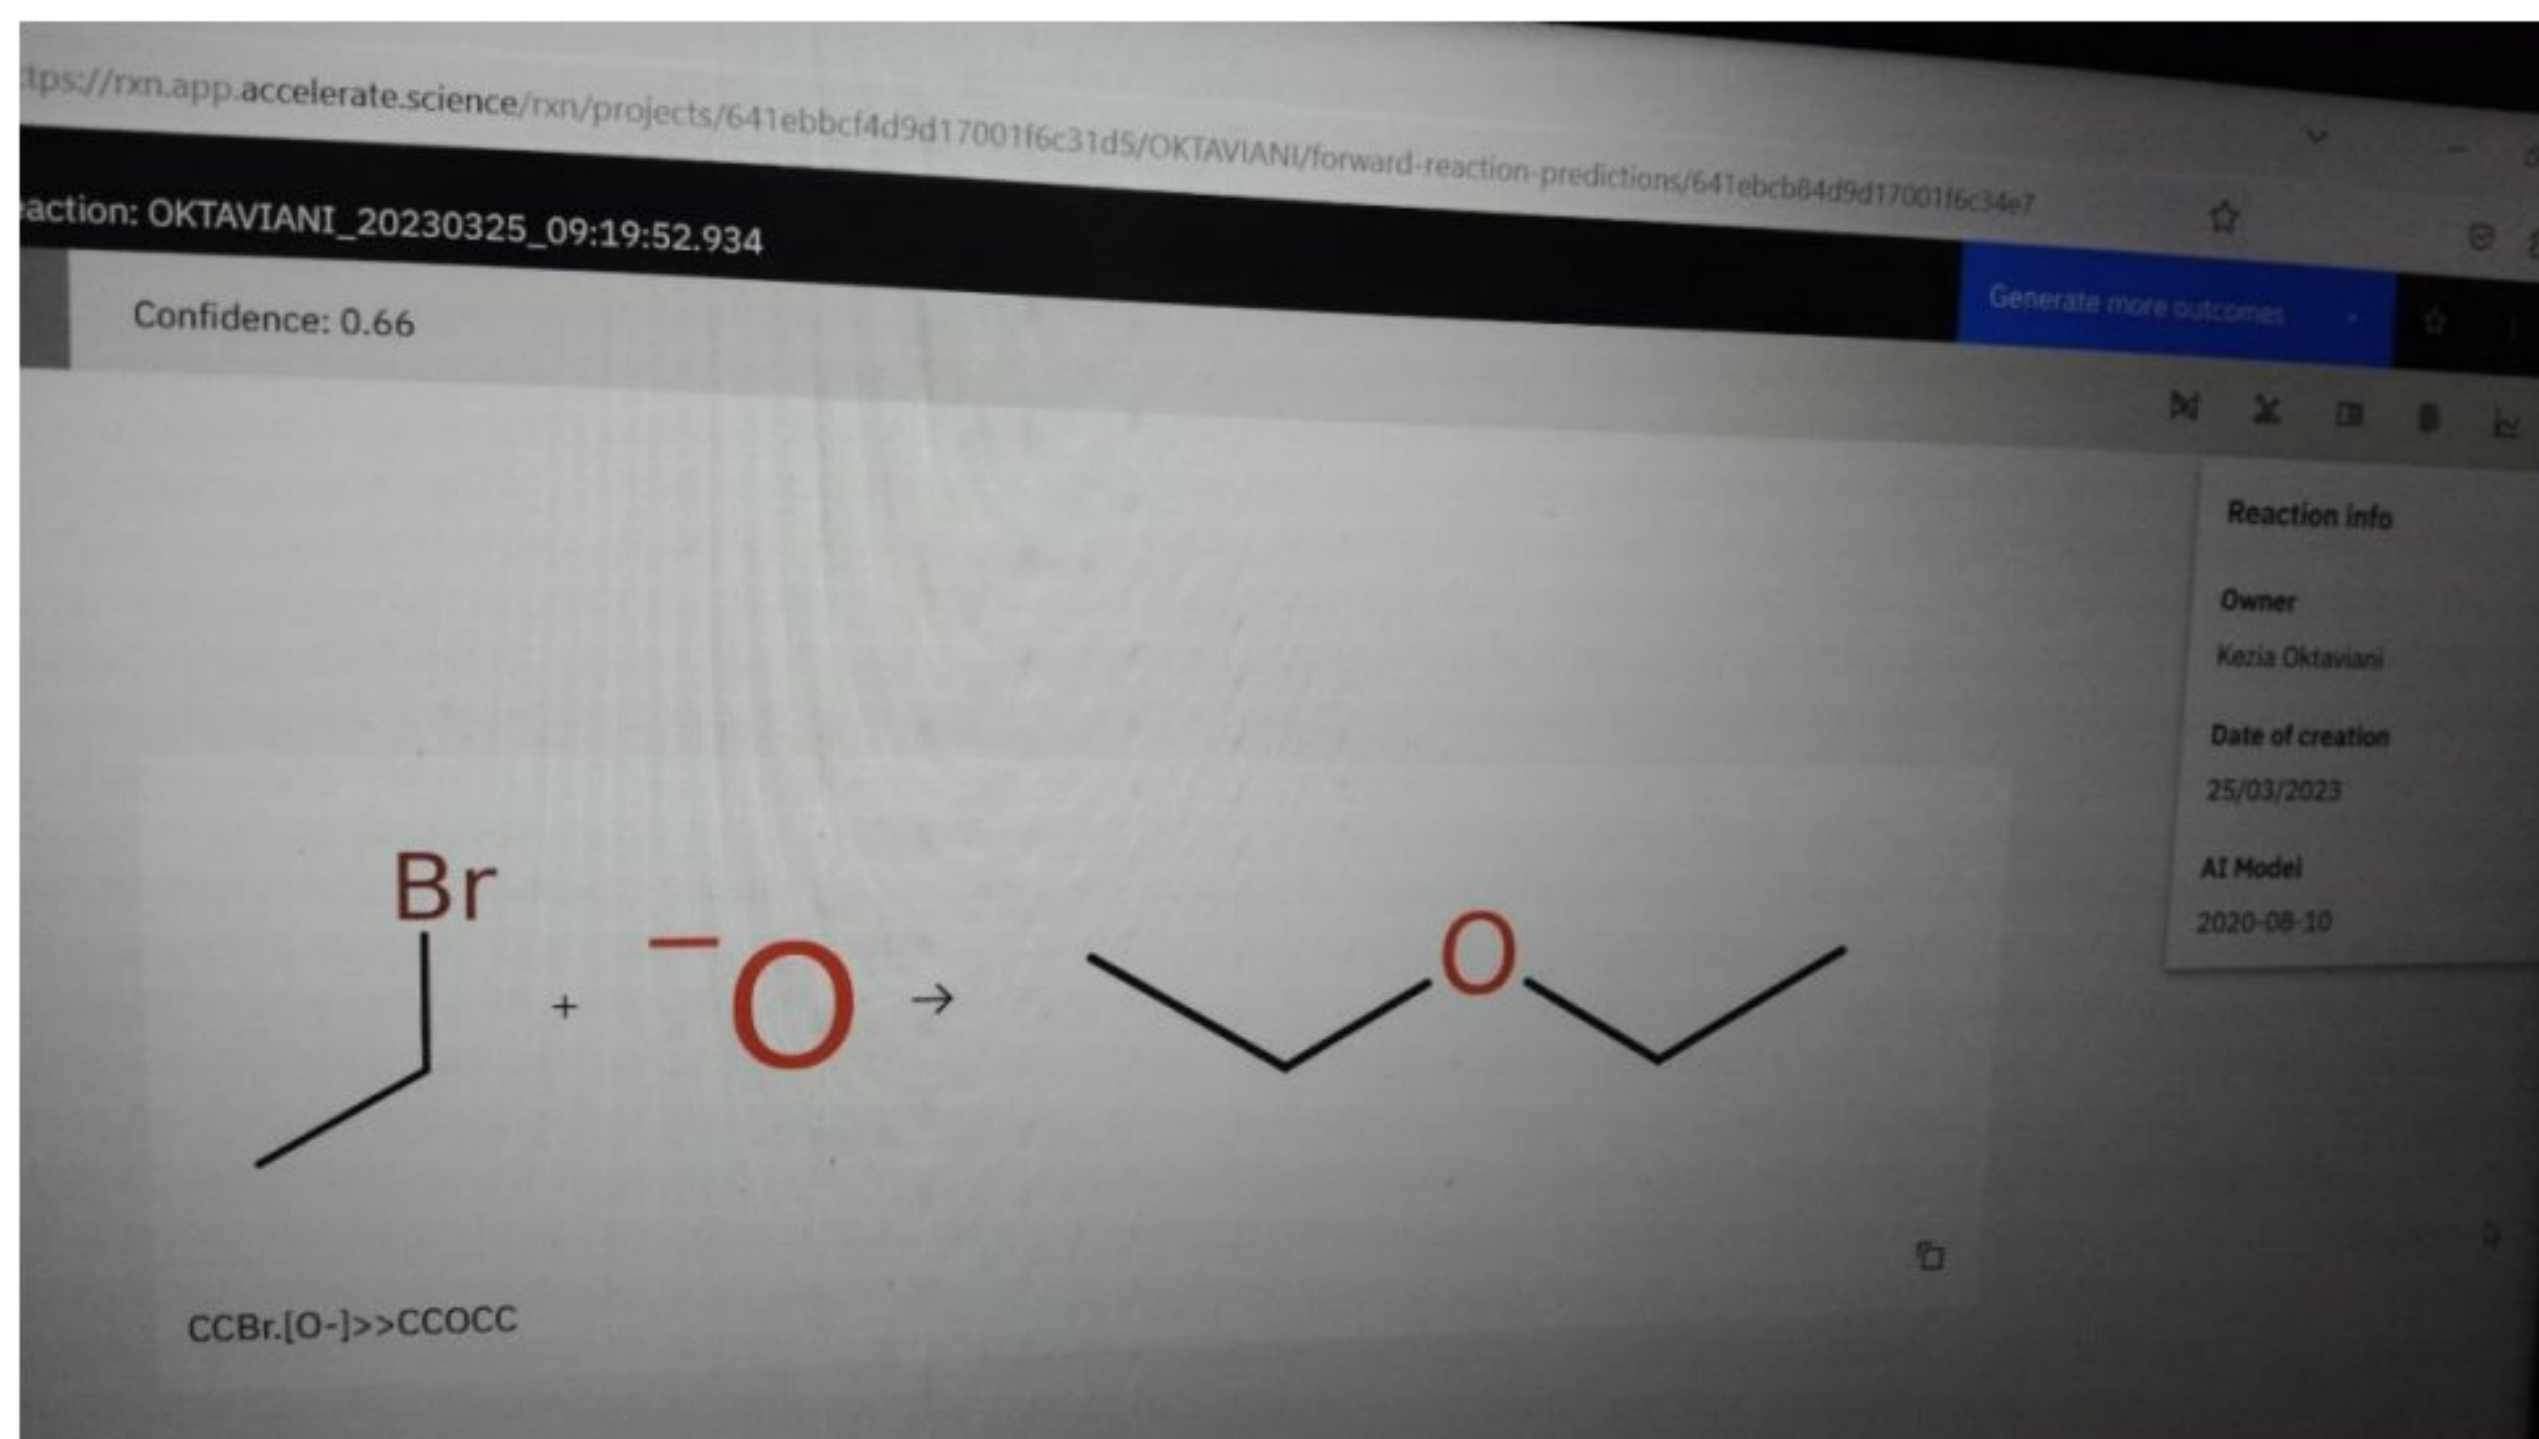 tps://rxn.app.accelerate.science/rxn/projects/641ebbcf4d9d17001f6c31d5/OKTAVIANI/forward-reaction-predictions/641ebcb84d9d17001f6c34e7
eaction: OKTAVIANI_20230325_09:19:52.934
Generate more outcomes
Confidence: 0.66
Reaction info
Owner
Kezia Oktaviani
Date of creation
25/03/2023
AI Model
2020-08-10
Br
+ −O → O
CCBr.[O-]>>CCOCC